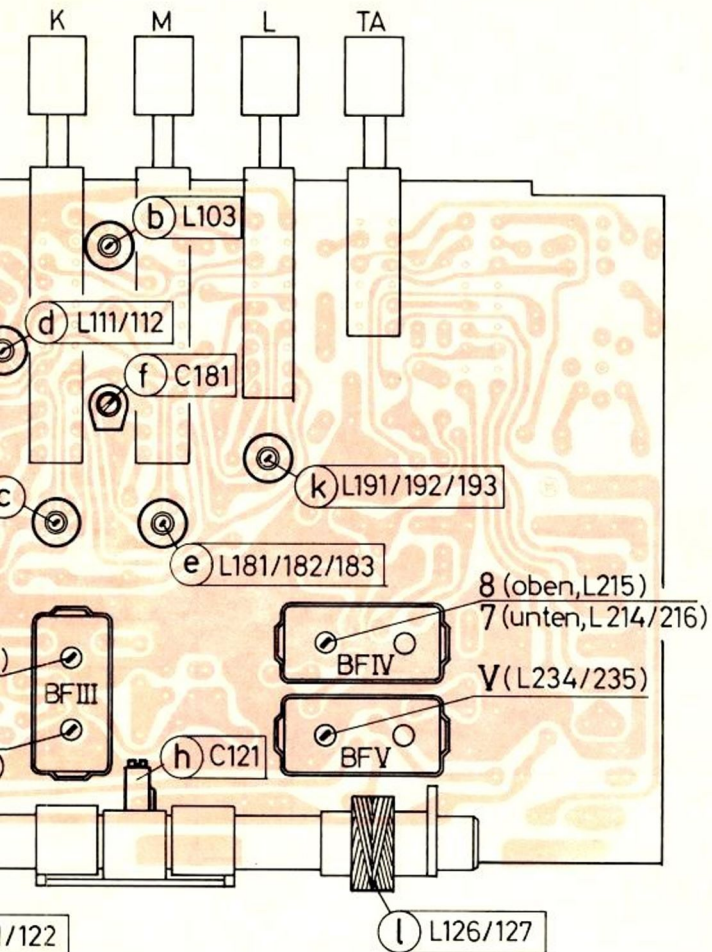 K M L TA
b L103
d L111/112
f C181
k L191/192/193
c
e L181/182/183
8 (oben,L215)
7 (unten,L214/216)
)
BFIV
BFIII
V(L234/235)
BFV
)
h C121
/122
l L126/127